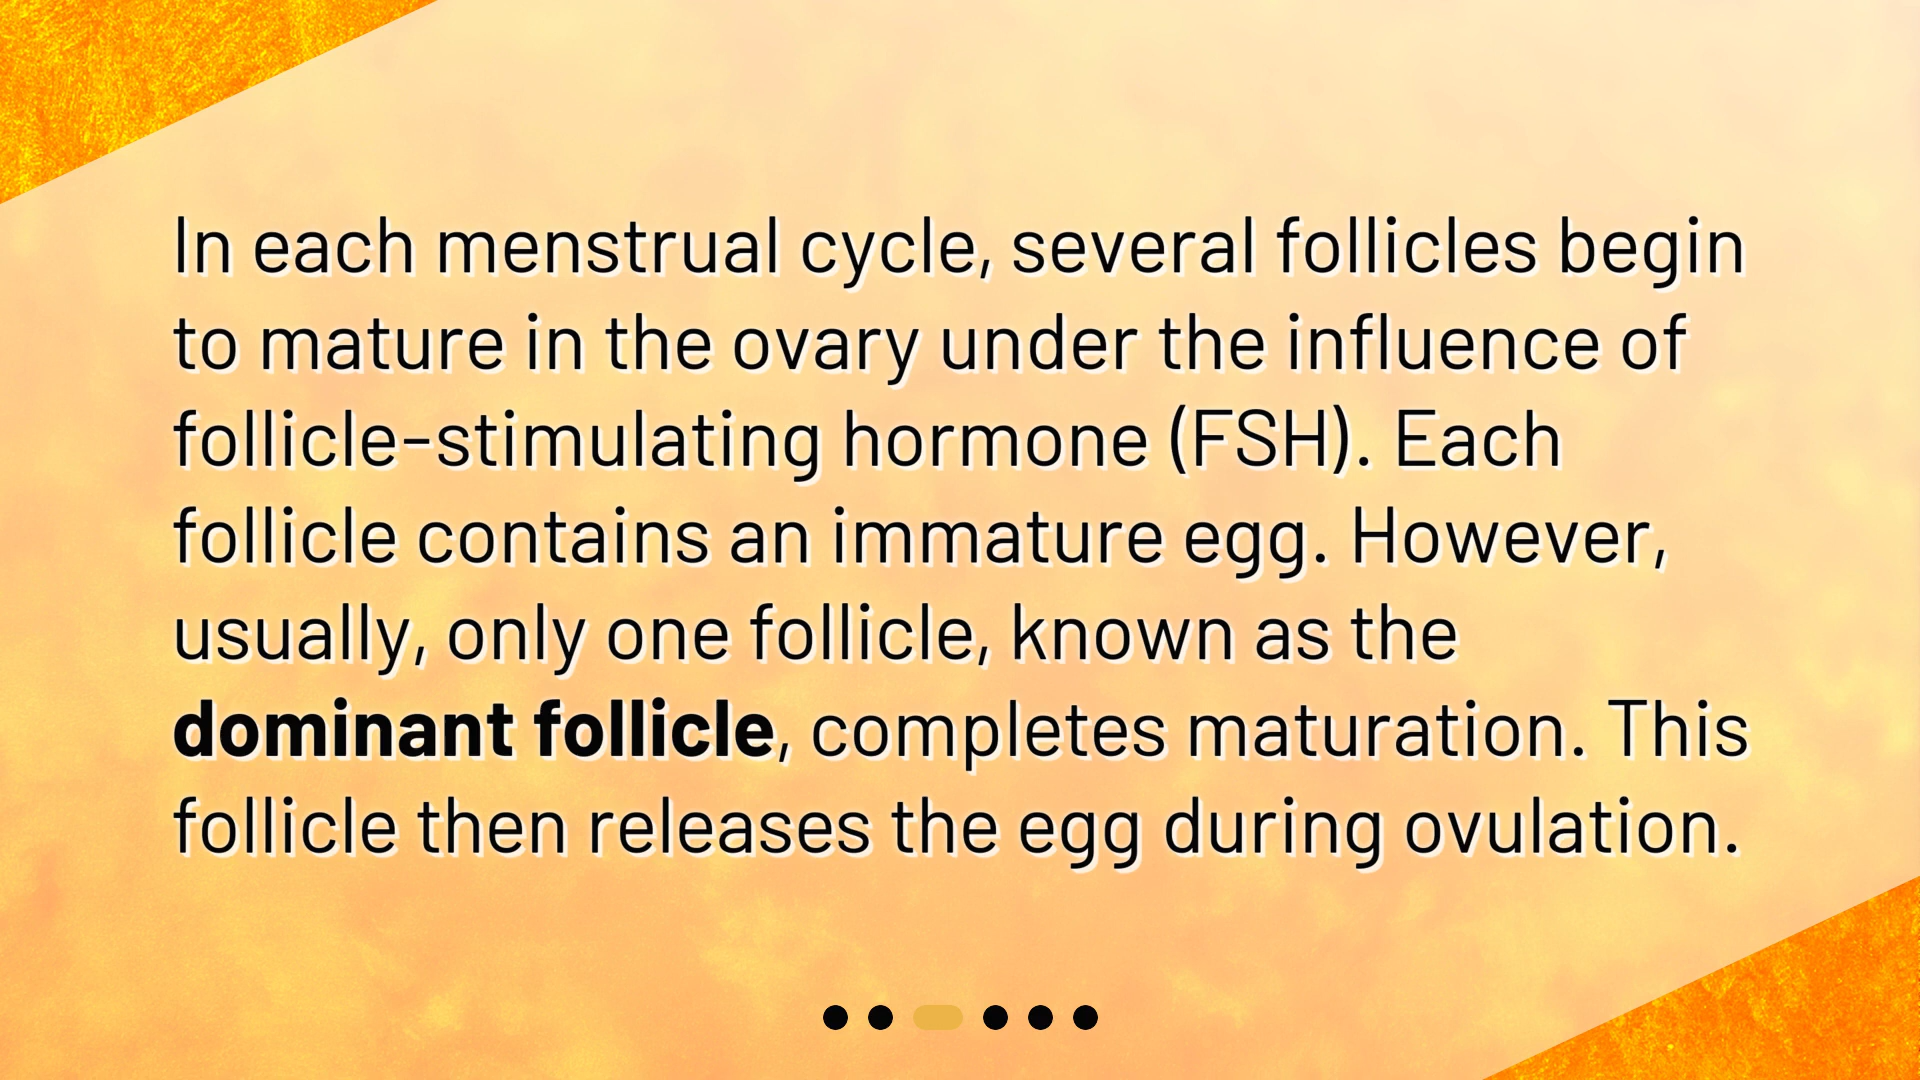 In each menstrual cycle, several follicles begin
to mature in the ovary under the influence of
follicle-stimulating hormone (FSH). Each
follicle contains an immature egg. However,
usually, only one follicle, known as the
dominant follicle, completes maturation. This
follicle then releases the egg during ovulation.